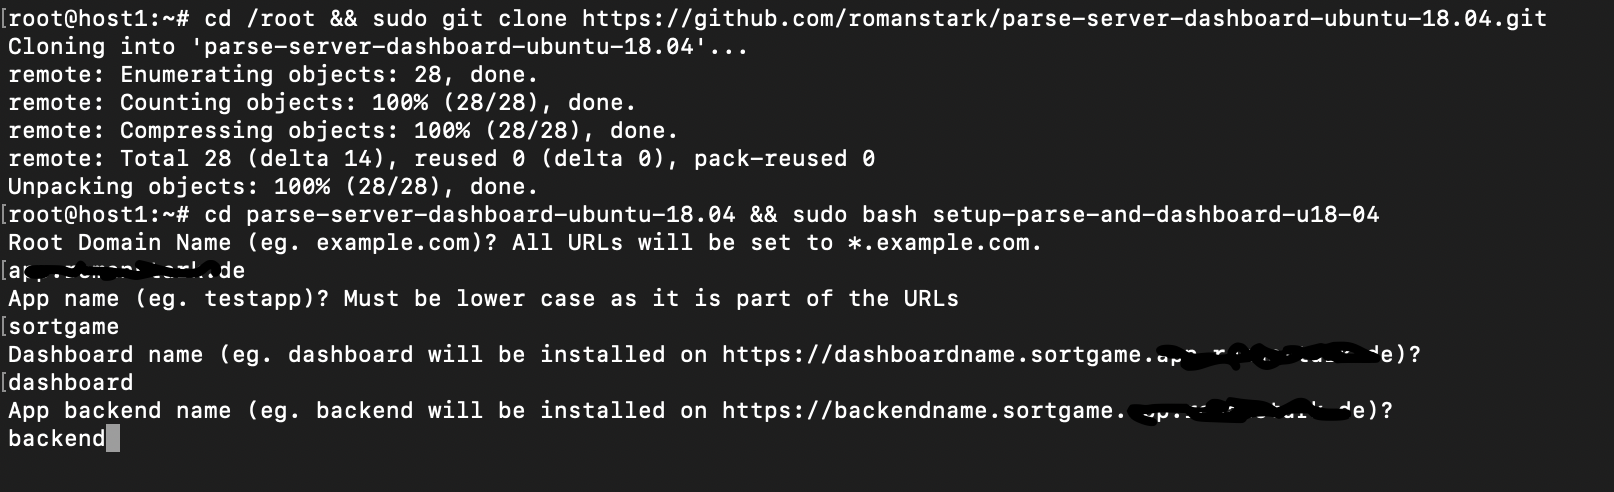 [root@host1:~# cd /root && sudo git clone https://github.com/romanstark/parse-server-dashboard-ubuntu-18.04.git
Cloning into 'parse-server-dashboard-ubuntu-18.04'...
remote: Enumerating objects: 28, done.
remote: Counting objects: 100% (28/28), done.
remote: Compressing objects: 100% (28/28), done.
remote: Total 28 (delta 14), reused 0 (delta 0), pack-reused 0
Unpacking objects: 100% (28/28), done.
[root@host1:~# cd parse-server-dashboard-ubuntu-18.04 && sudo bash setup-parse-and-dashboard-u18-04
Root Domain Name (eg. example.com)? All URLs will be set to *.example.com.
[
App name (eg. testapp)? Must be lower case as it is part of the URLs
[sortgame
Dashboard name (eg. dashboard will be installed on https://dashboardname.sortgame. de)?
[dashboard
App backend name (eg. backend will be installed on https://backendname.sortgame. de)?
backend